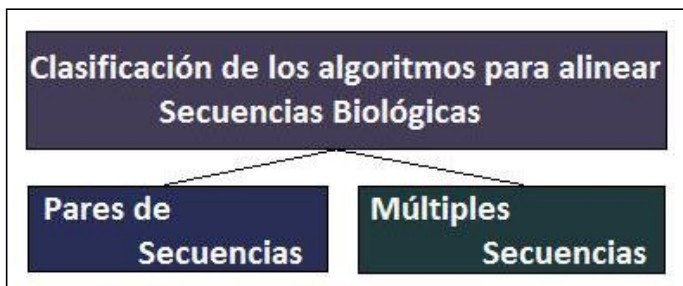 Clasificación de los algoritmos para alinear
Secuencias Biológicas
Pares de
Secuencias
Múltiples
Secuencias